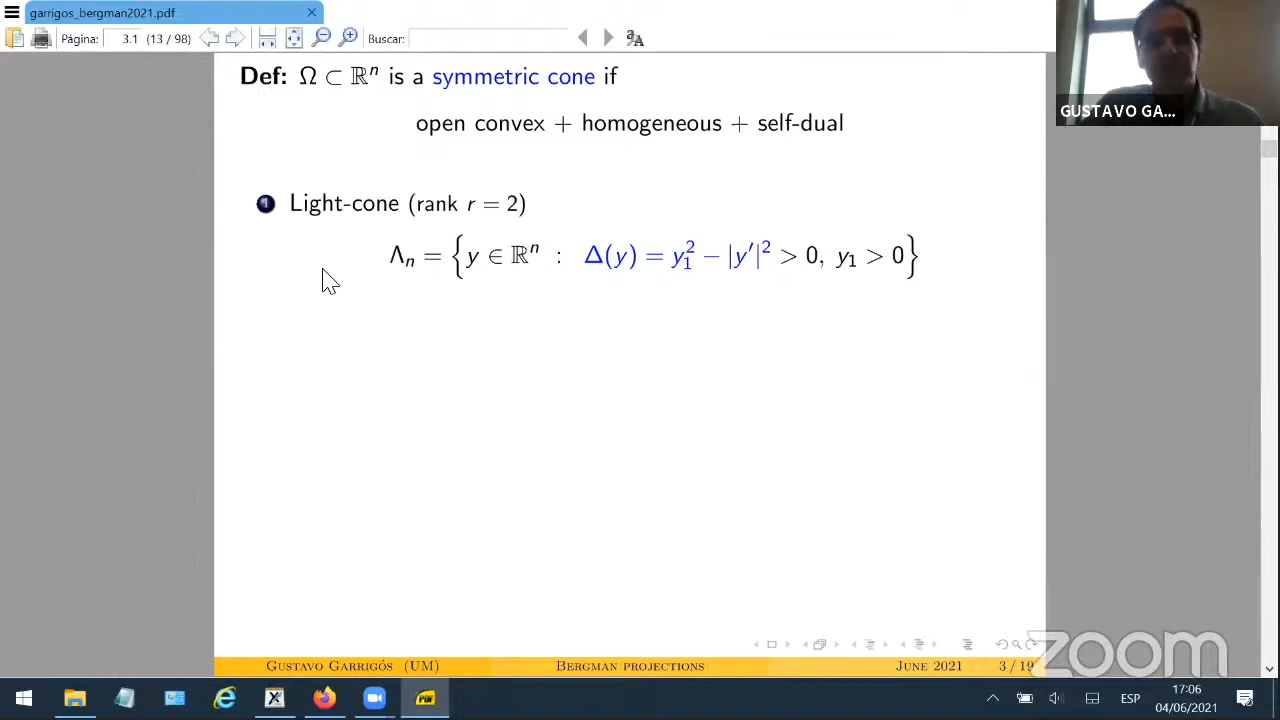 garrigos_bergman2021.pdf
Página: 3.1 (13 / 98) Buscar:
GUSTAVO GA...
Def: Ω ⊂ ℝⁿ is a symmetric cone if
open convex + homogeneous + self-dual
1 Light-cone (rank r = 2)
Λₙ = { y ∈ ℝⁿ : Δ(y) = y₁² − |y′|² > 0, y₁ > 0 }
zoom
GUSTAVO GARRIGÓS (UM) BERGMAN PROJECTIONS JUNE 2021 3 / 19
ESP
17:06
04/06/2021